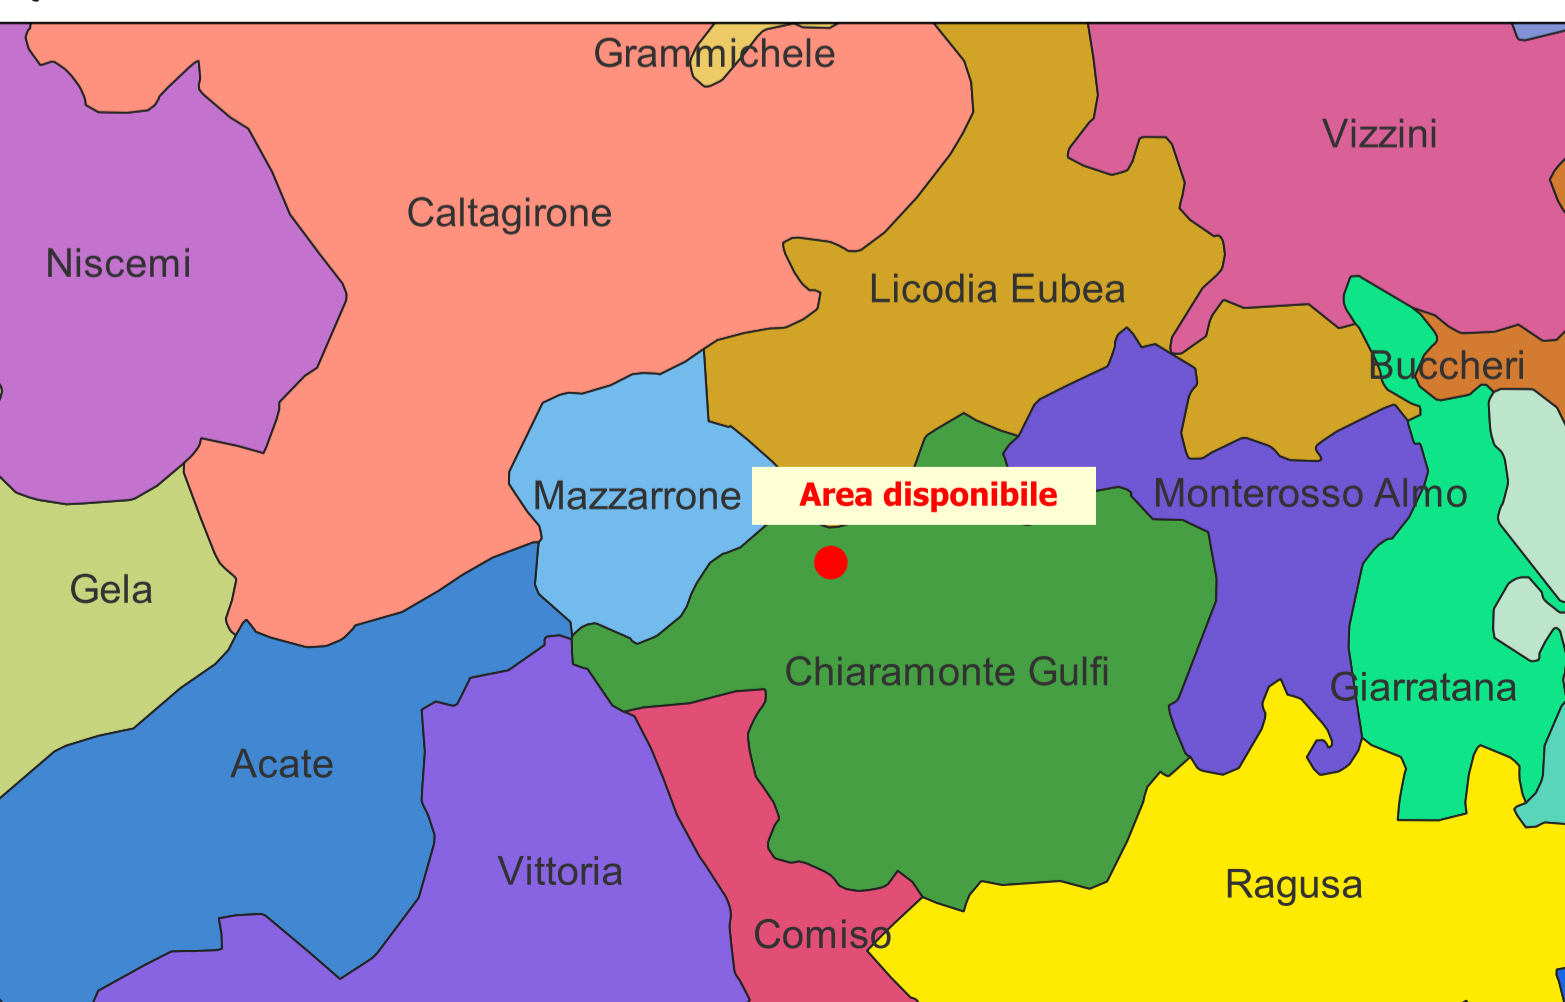 Grammichele
Vizzini
Caltagirone
Niscemi
Licodia Eubea
Buccheri
Mazzarrone
Area disponibile
Monterosso Almo
Gela
Chiaramonte Gulfi
Giarratana
Acate
Vittoria
Ragusa
Comiso